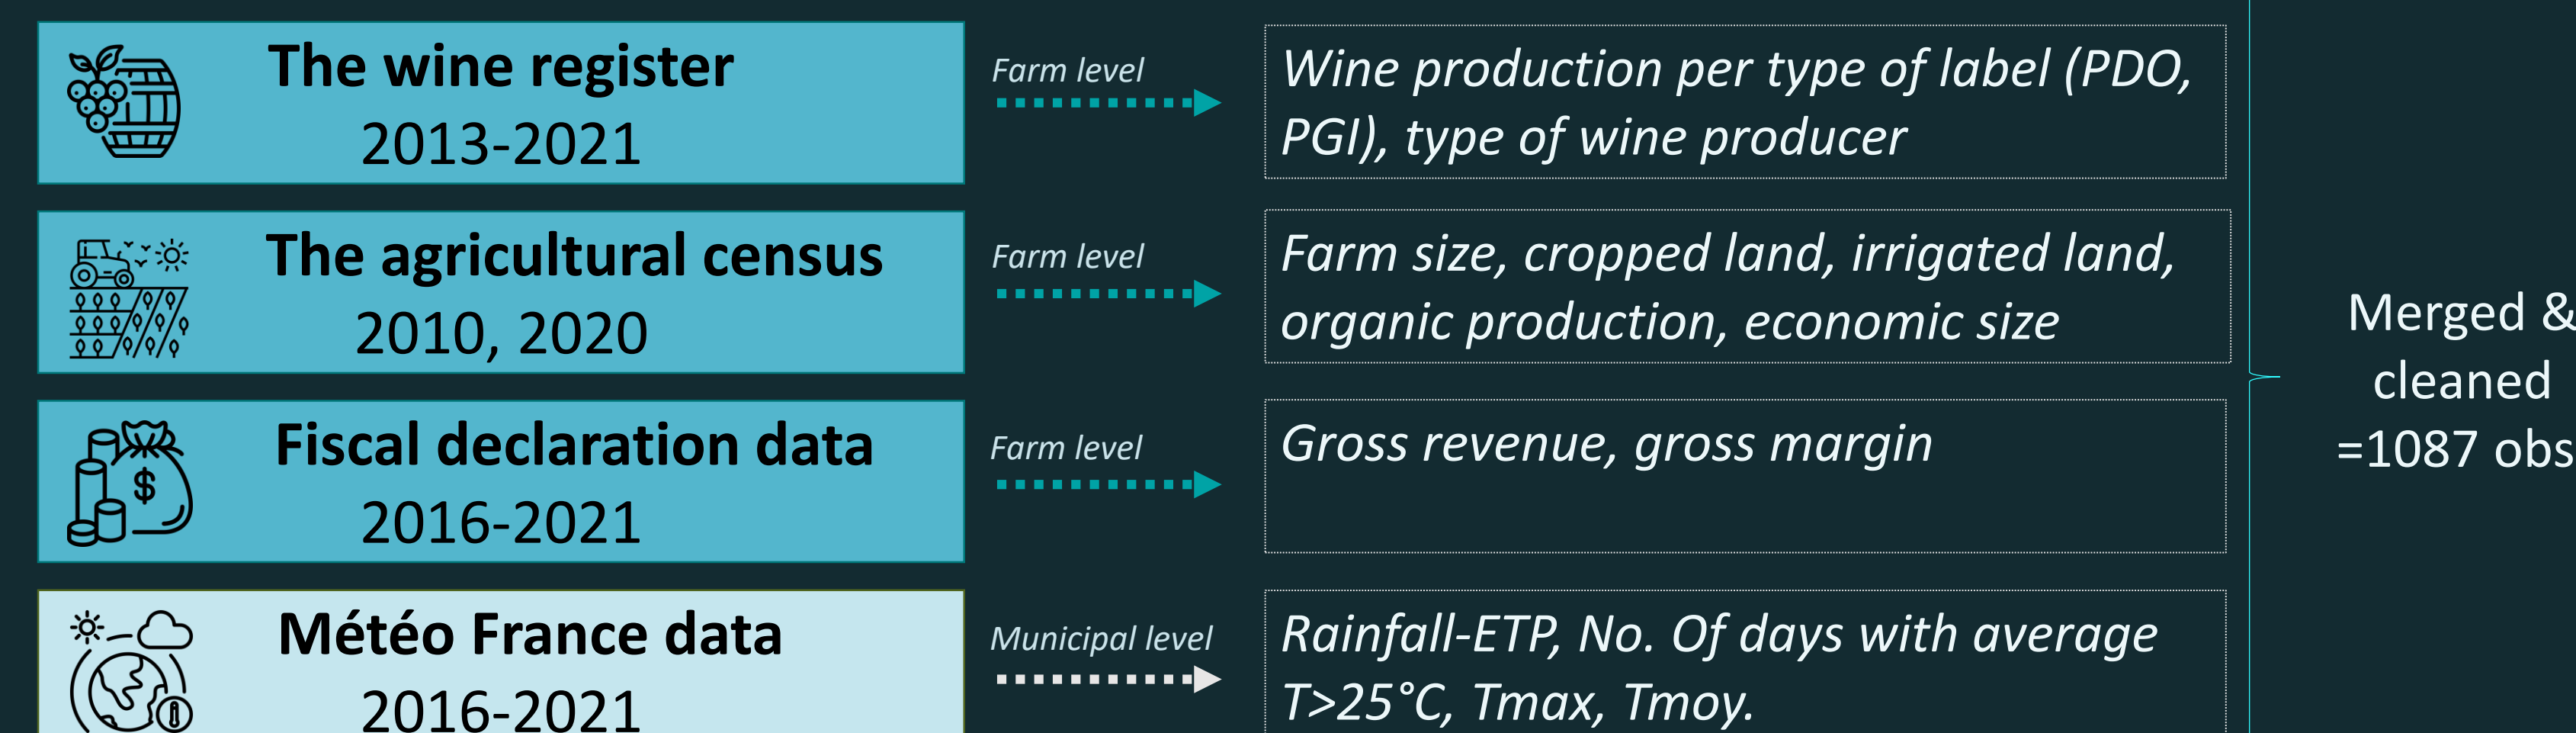 The wine register
2013-2021
Farm level
Wine production per type of label (PDO,
PGI), type of wine producer
The agricultural census
2010, 2020
Farm level
Farm size, cropped land, irrigated land,
organic production, economic size
Fiscal declaration data
2016-2021
Farm level
Gross revenue, gross margin
$
Météo France data
2016-2021
Municipal level
Rainfall-ETP, No. Of days with average
T>25°C, Tmax, Tmoy.
Merged &
cleaned
=1087 obs